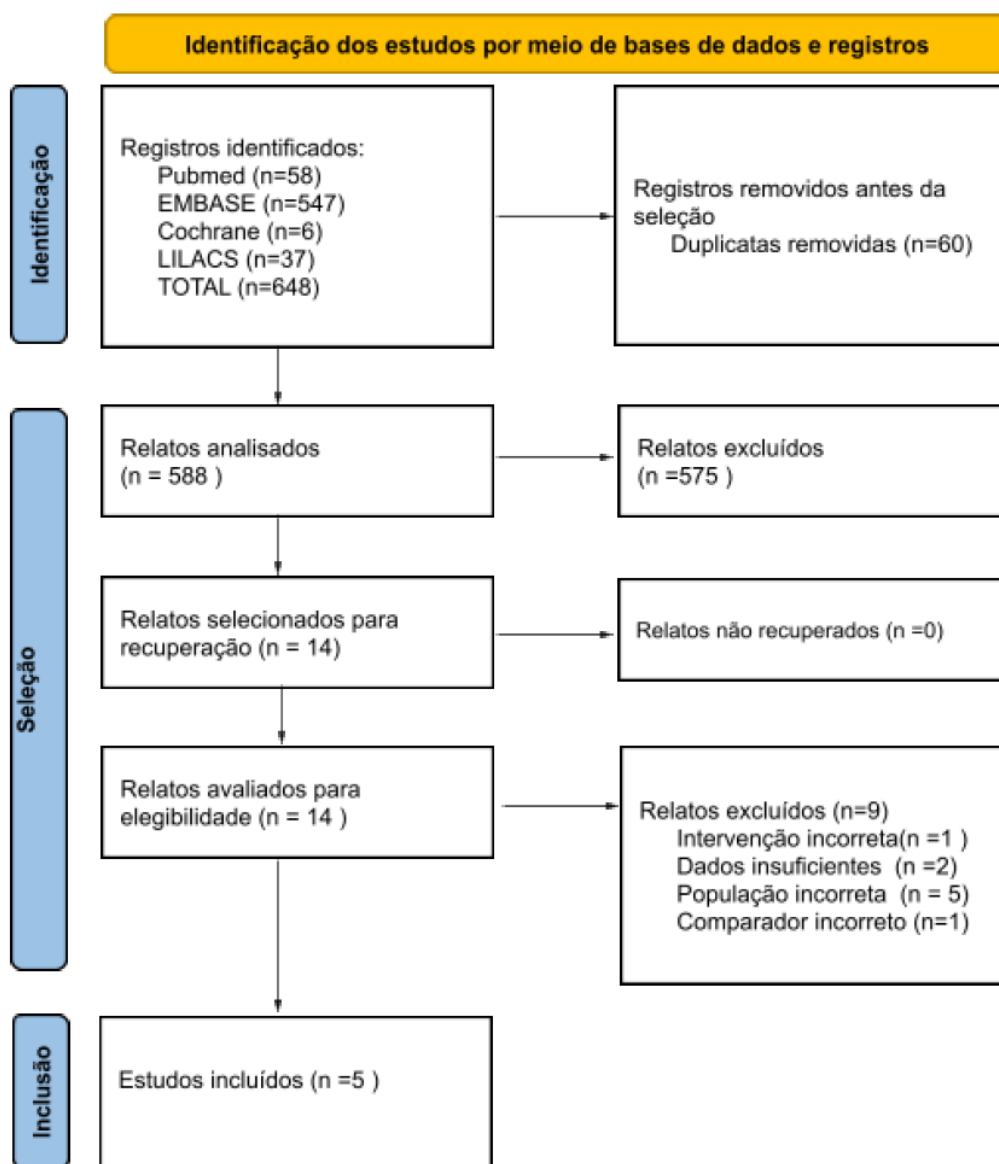 Identificação dos estudos por meio de bases de dados e registros
Identificação
Registros identificados:
Pubmed (n=58)
EMBASE (n=547)
Cochrane (n=6)
LILACS (n=37)
TOTAL (n=648)
Registros removidos antes da
seleção
Duplicatas removidas (n=60)
Seleção
Relatos analisados
(n = 588 )
Relatos excluídos
(n =575 )
Relatos selecionados para
recuperação (n = 14)
Relatos não recuperados (n =0)
Relatos avaliados para
elegibilidade (n = 14 )
Relatos excluídos (n=9)
Intervenção incorreta(n =1 )
Dados insuficientes (n =2)
População incorreta (n = 5)
Comparador incorreto (n=1)
Inclusão
Estudos incluídos (n =5 )